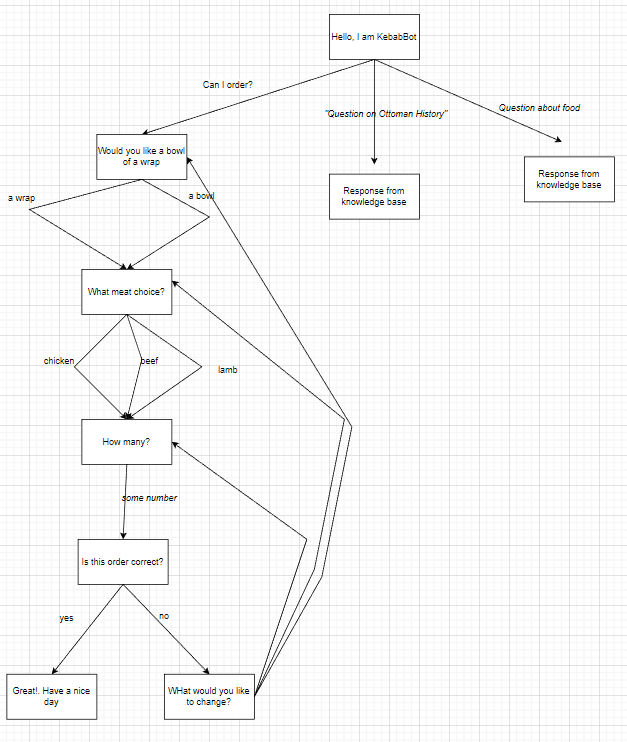 Hello, I am KebabBot
Can I order?
"Question on Ottoman History"
Question about food
Would you like a bowl
of a wrap
Response from
knowledge base
Response from
knowledge base
a wrap
a bowl
What meat choice?
chicken
beef
lamb
How many?
some number
Is this order correct?
yes
no
Great!. Have a nice
day
WHat would you like
to change?